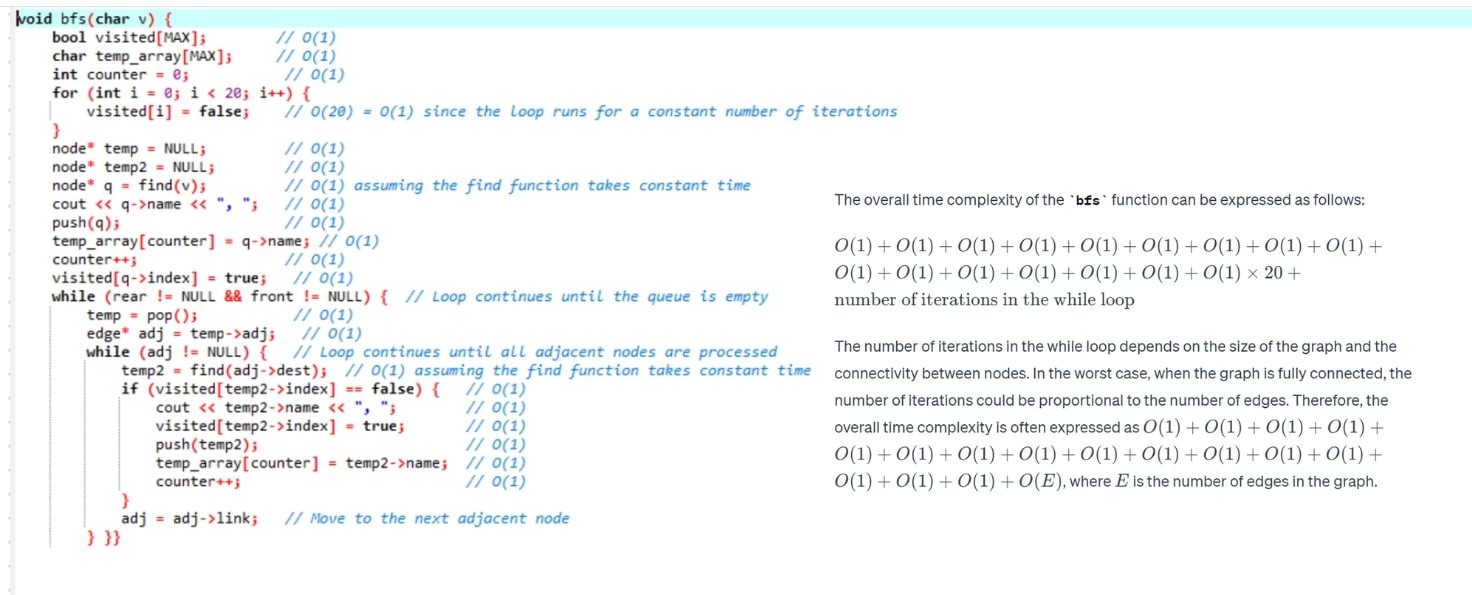 void bfs(char v) {
    bool visited[MAX];        // O(1)
    char temp_array[MAX];     // O(1)
    int counter = 0;           // O(1)
    for (int i = 0; i < 20; i++) {
        visited[i] = false;    // O(20) = O(1) since the loop runs for a constant number of iterations
    }
    node* temp = NULL;         // O(1)
    node* temp2 = NULL;        // O(1)
    node* q = find(v);         // O(1) assuming the find function takes constant time
    cout << q->name << ", ";   // O(1)
    push(q);                   // O(1)
    temp_array[counter] = q->name; // O(1)
    counter++;                 // O(1)
    visited[q->index] = true;   // O(1)
    while (rear != NULL && front != NULL) {  // Loop continues until the queue is empty
        temp = pop();           // O(1)
        edge* adj = temp->adj;   // O(1)
        while (adj != NULL) {   // Loop continues until all adjacent nodes are processed
            temp2 = find(adj->dest);  // O(1) assuming the find function takes constant time
            if (visited[temp2->index] == false) {   // O(1)
                cout << temp2->name << ", ";        // O(1)
                visited[temp2->index] = true;       // O(1)
                push(temp2);                        // O(1)
                temp_array[counter] = temp2->name;  // O(1)
                counter++;                          // O(1)
            }
            adj = adj->link;   // Move to the next adjacent node
        } }}
The overall time complexity of the `bfs` function can be expressed as follows:
O(1) + O(1) + O(1) + O(1) + O(1) + O(1) + O(1) + O(1) + O(1) +
O(1) + O(1) + O(1) + O(1) + O(1) + O(1) + O(1) × 20 +
number of iterations in the while loop
The number of iterations in the while loop depends on the size of the graph and the
connectivity between nodes. In the worst case, when the graph is fully connected, the
number of iterations could be proportional to the number of edges. Therefore, the
overall time complexity is often expressed as O(1) + O(1) + O(1) + O(1) +
O(1) + O(1) + O(1) + O(1) + O(1) + O(1) + O(1) + O(1) + O(1) +
O(1) + O(1) + O(1) + O(E), where E is the number of edges in the graph.